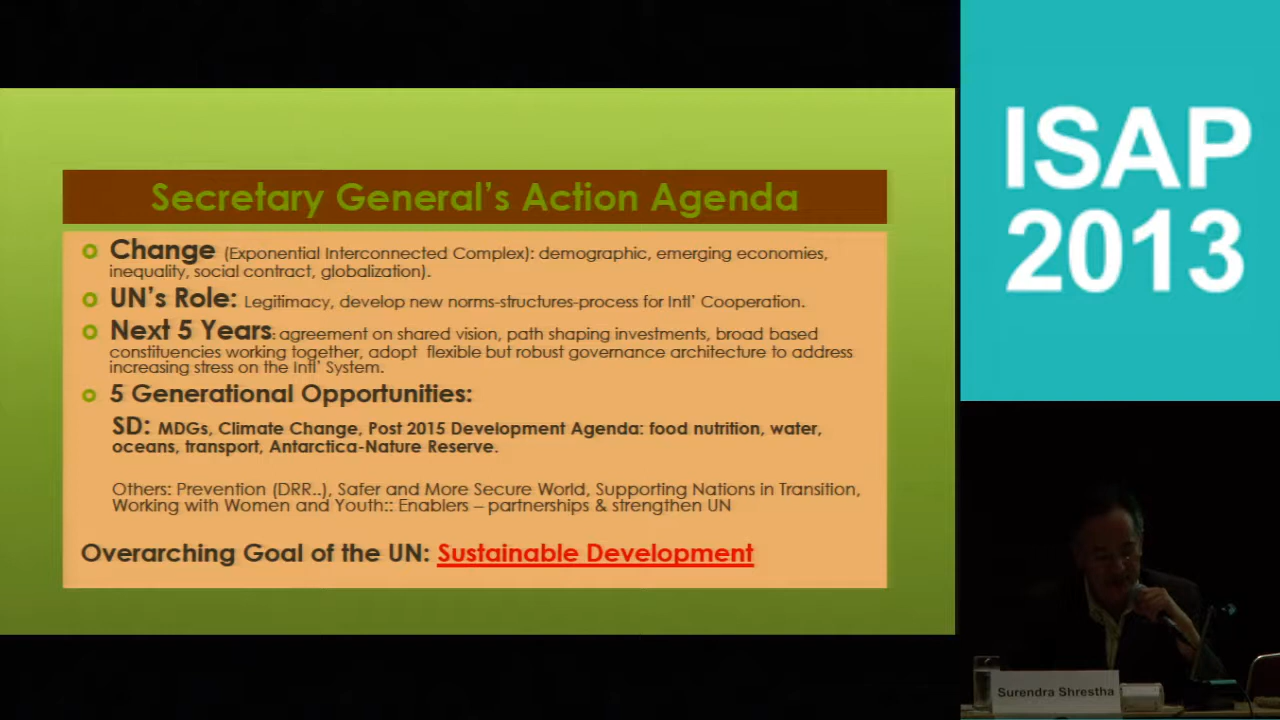 Secretary General's Action Agenda
Change (Exponential Interconnected Complex): demographic, emerging economies,
inequality, social contract, globalization).
UN's Role: Legitimacy, develop new norms-structures-process for Intl' Cooperation.
Next 5 Years: agreement on shared vision, path shaping investments, broad based
constituencies working together, adopt flexible but robust governance architecture to address
increasing stress on the Intl' System.
5 Generational Opportunities:
SD: MDGs, Climate Change, Post 2015 Development Agenda: food nutrition, water,
oceans, transport, Antarctica-Nature Reserve.
Others: Prevention (DRR..), Safer and More Secure World, Supporting Nations in Transition,
Working with Women and Youth:: Enablers – partnerships & strengthen UN
Overarching Goal of the UN: Sustainable Development
ISAP
2013
Surendra Shrestha